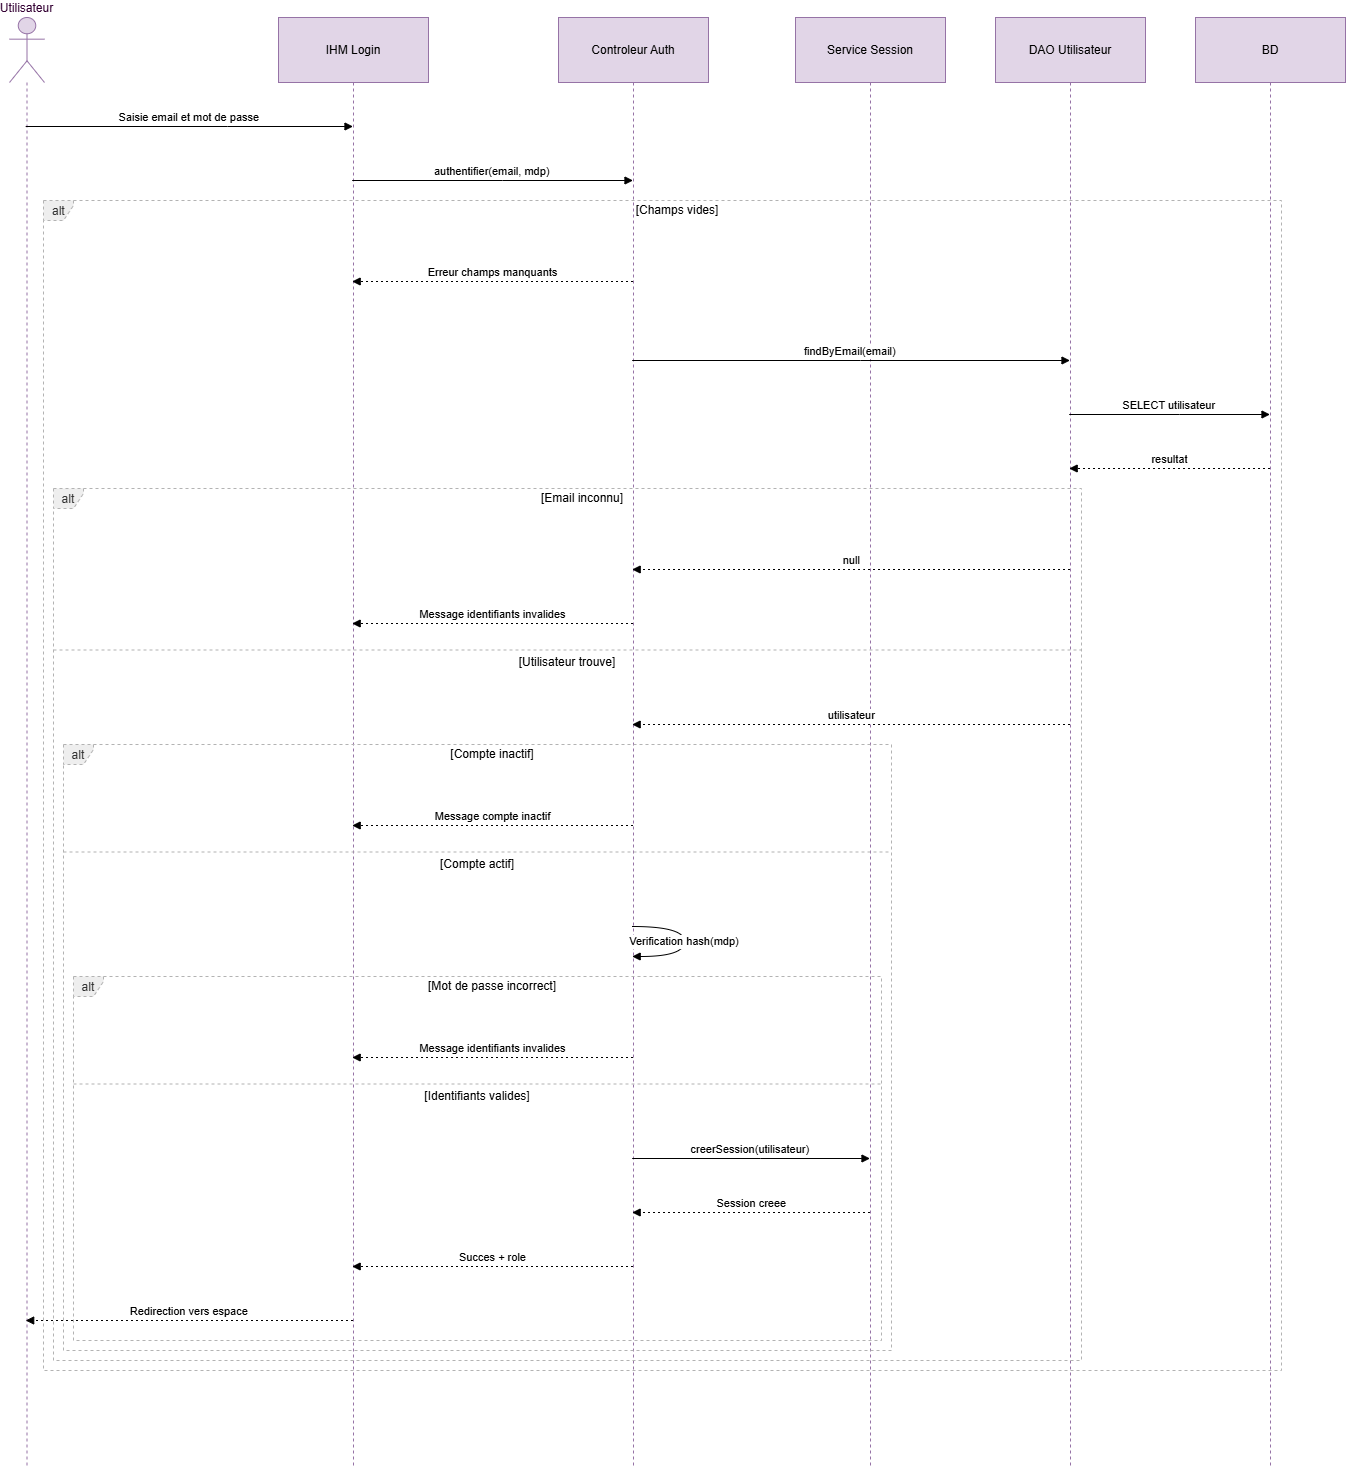 Utilisateur
IHM Login
Controleur Auth
Service Session
DAO Utilisateur
BD
Saisie email et mot de passe
authentifier(email, mdp)
alt
[Champs vides]
Erreur champs manquants
findByEmail(email)
SELECT utilisateur
resultat
alt
[Email inconnu]
null
Message identifiants invalides
[Utilisateur trouve]
utilisateur
alt
[Compte inactif]
Message compte inactif
[Compte actif]
Verification hash(mdp)
alt
[Mot de passe incorrect]
Message identifiants invalides
[Identifiants valides]
creerSession(utilisateur)
Session creee
Succes + role
Redirection vers espace